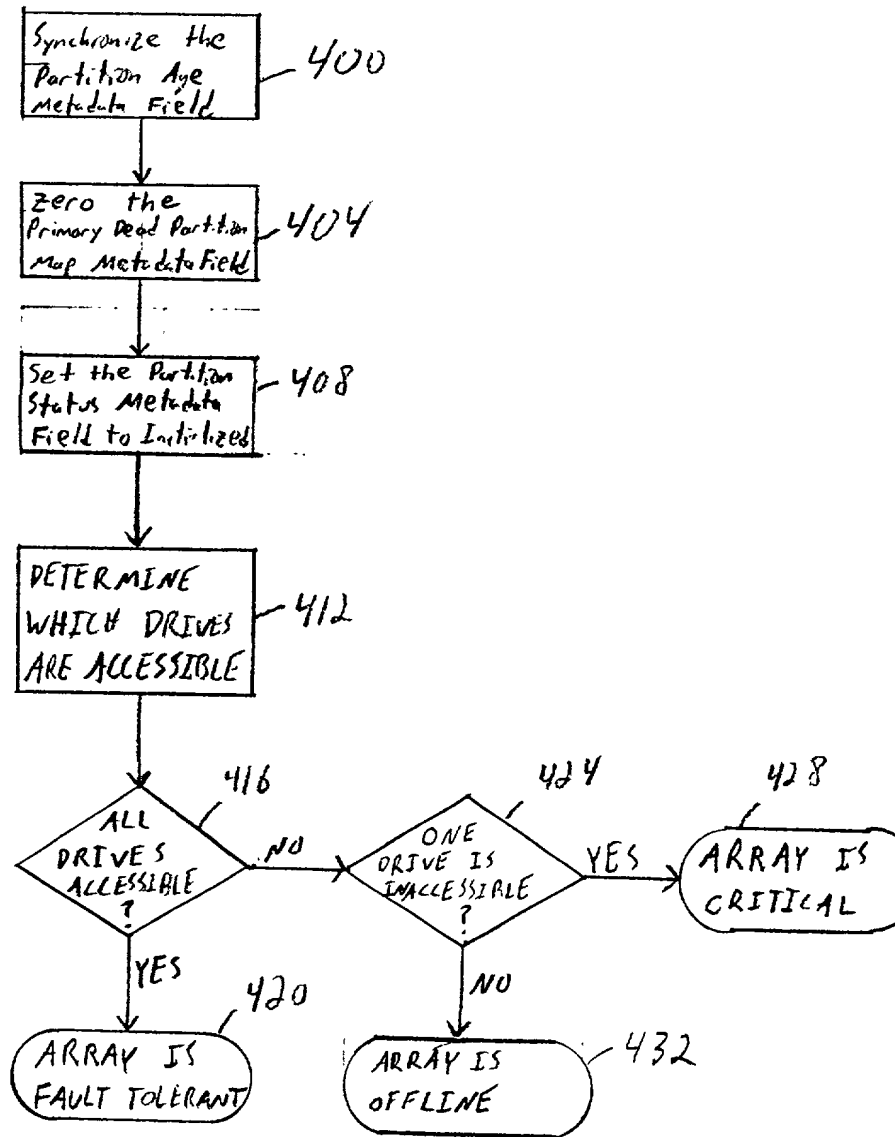 Synchronize the
Partition Age
Metadata Field
400
Zero the
Primary Dead Partition
Map Metadata Field
404
Set the Partition
Status Metadata
Field to Initilized
408
DETERMINE
WHICH DRIVES
ARE ACCESSIBLE
412
416
ALL
DRIVES
ACCESSIBLE
?
NO
YES
424
ONE
DRIVE IS
INACCESSIBLE
?
YES
NO
428
ARRAY IS
CRITICAL
420
ARRAY IS
FAULT TOLERANT
ARRAY IS
OFFLINE
432